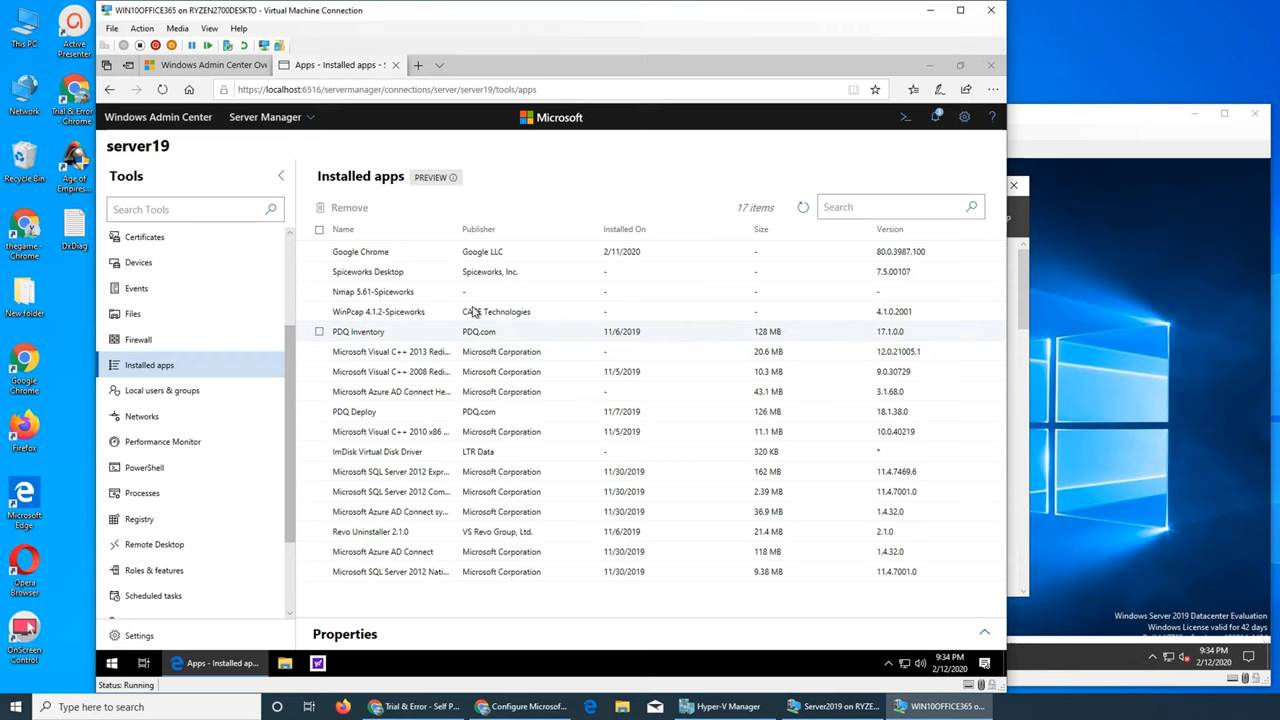 WIN10OFFICE365 on RYZEN2700DESKTO - Virtual Machine Connection
File Action Media View Help
Windows Admin Center Ov
Apps - Installed apps - S
https://localhost:6516/servermanager/connections/server/server19/tools/apps
Windows Admin Center Server Manager Microsoft
server19
Tools
Search Tools
Certificates
Devices
Events
Files
Firewall
Installed apps
Local users & groups
Networks
Performance Monitor
PowerShell
Processes
Registry
Remote Desktop
Roles & features
Scheduled tasks
Settings
Installed apps PREVIEW
Remove 17 items Search
Name Publisher Installed On Size Version
Google Chrome Google LLC 2/11/2020 - 80.0.3987.100
Spiceworks Desktop Spiceworks, Inc. - - 7.5.00107
Nmap 5.61-Spiceworks - - - -
WinPcap 4.1.2-Spiceworks Technologies - - 4.1.0.2001
PDQ Inventory PDQ.com 11/6/2019 128 MB 17.1.0.0
Microsoft Visual C++ 2013 Redi... Microsoft Corporation - 20.6 MB 12.0.21005.1
Microsoft Visual C++ 2008 Redi... Microsoft Corporation 11/5/2019 10.3 MB 9.0.30729
Microsoft Azure AD Connect He... Microsoft Corporation - 43.1 MB 3.1.68.0
PDQ Deploy PDQ.com 11/7/2019 126 MB 18.1.38.0
Microsoft Visual C++ 2010 x86 ... Microsoft Corporation 11/5/2019 11.1 MB 10.0.40219
ImDisk Virtual Disk Driver LTR Data - 320 KB *
Microsoft SQL Server 2012 Expr... Microsoft Corporation 11/30/2019 162 MB 11.4.7469.6
Microsoft SQL Server 2012 Com... Microsoft Corporation 11/30/2019 2.39 MB 11.4.7001.0
Microsoft Azure AD Connect sy... Microsoft Corporation 11/30/2019 36.9 MB 1.4.32.0
Revo Uninstaller 2.1.0 VS Revo Group, Ltd. 11/6/2019 21.4 MB 2.1.0
Microsoft Azure AD Connect Microsoft Corporation 11/30/2019 118 MB 1.4.32.0
Microsoft SQL Server 2012 Nati... Microsoft Corporation 11/30/2019 9.38 MB 11.4.7001.0
Properties
Apps - Installed ap...
9:34 PM
2/12/2020
Status: Running
This PC
Active
Presenter
Network
Trial & Error
- Chrome
Recycle Bin
Age of
Empires...
thegame -
Chrome
DxDiag
New folder
Google
Chrome
Firefox
Microsoft
Edge
Opera
Browser
OnScreen
Control
Windows Server 2019 Datacenter Evaluation
Windows License valid for 42 days
9:34 PM
2/12/2020
Type here to search
Trial & Error - Self P...
Configure Microsof...
Hyper-V Manager
Server2019 on RYZE...
WIN10OFFICE365 o...